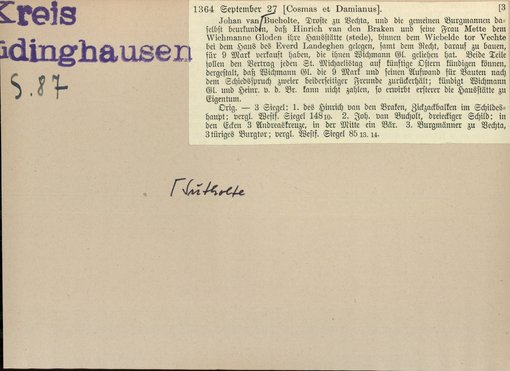 Kreis
üdinghausen
S. 87
1364 September 27 [Cosmas et Damianus]. [3
Johan van Bucholte, Droste zu Vechta, und die gemeinen Burgmannen da-
selbst beurkunden, daß Hinrich van den Braken und seine Frau Mette dem
Wichmanne Gloden ihre Hausstätte (stede), binnen dem Wicbelde tor Vechte
bei dem Hause des Everd Landeghen gelegen, samt dem Recht, darauf zu bauen,
für 9 Mark verkauft haben, die ihnen Wichmann Gl. geliehen hat. Beide Teile
sollen den Vertrag jeden St. Michaelistag auf künftige Ostern kündigen können,
dergestalt, daß Wichmann Gl. die 9 Mark und seinen Aufwand für Bauten nach
dem Schiedsspruch zweier beiderseitiger Freunde zurückerhält; kündigt Wichmann
Gl. und Heinr. v. d. Br. kann nicht zahlen, so erwirbt ersterer die Hausstätte zu
Eigentum.
Orig. — 3 Siegel: 1. des Hinrich van den Braken, Zickzackbalken im Schildes-
haupt; vergl. Westf. Siegel 148 10. 2. Joh. van Bucholt, dreieckiger Schild; in
den Ecken 3 Andreaskreuze, in der Mitte ein Bär. 3. Burgmänner zu Vechta,
3türiges Burgtor; vergl. Westf. Siegel 85 13. 14.
Sutholte